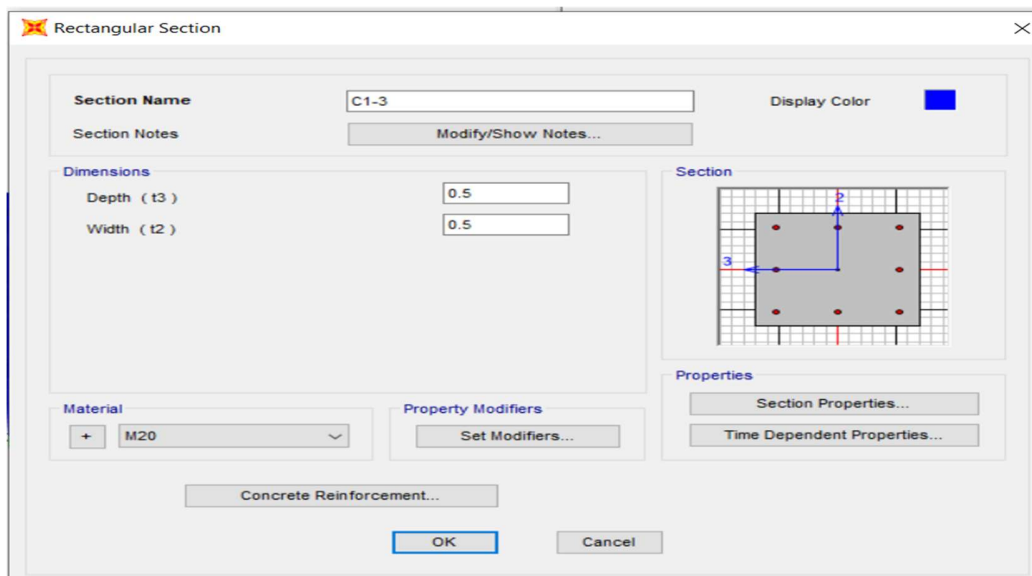 Rectangular Section
Section Name C1-3 Display Color
Section Notes Modify/Show Notes...
Dimensions
Depth ( t3 ) 0.5
Width ( t2 ) 0.5
Section
2
3
Properties
Section Properties...
Time Dependent Properties...
Material
+ M20
Property Modifiers
Set Modifiers...
Concrete Reinforcement...
OK Cancel